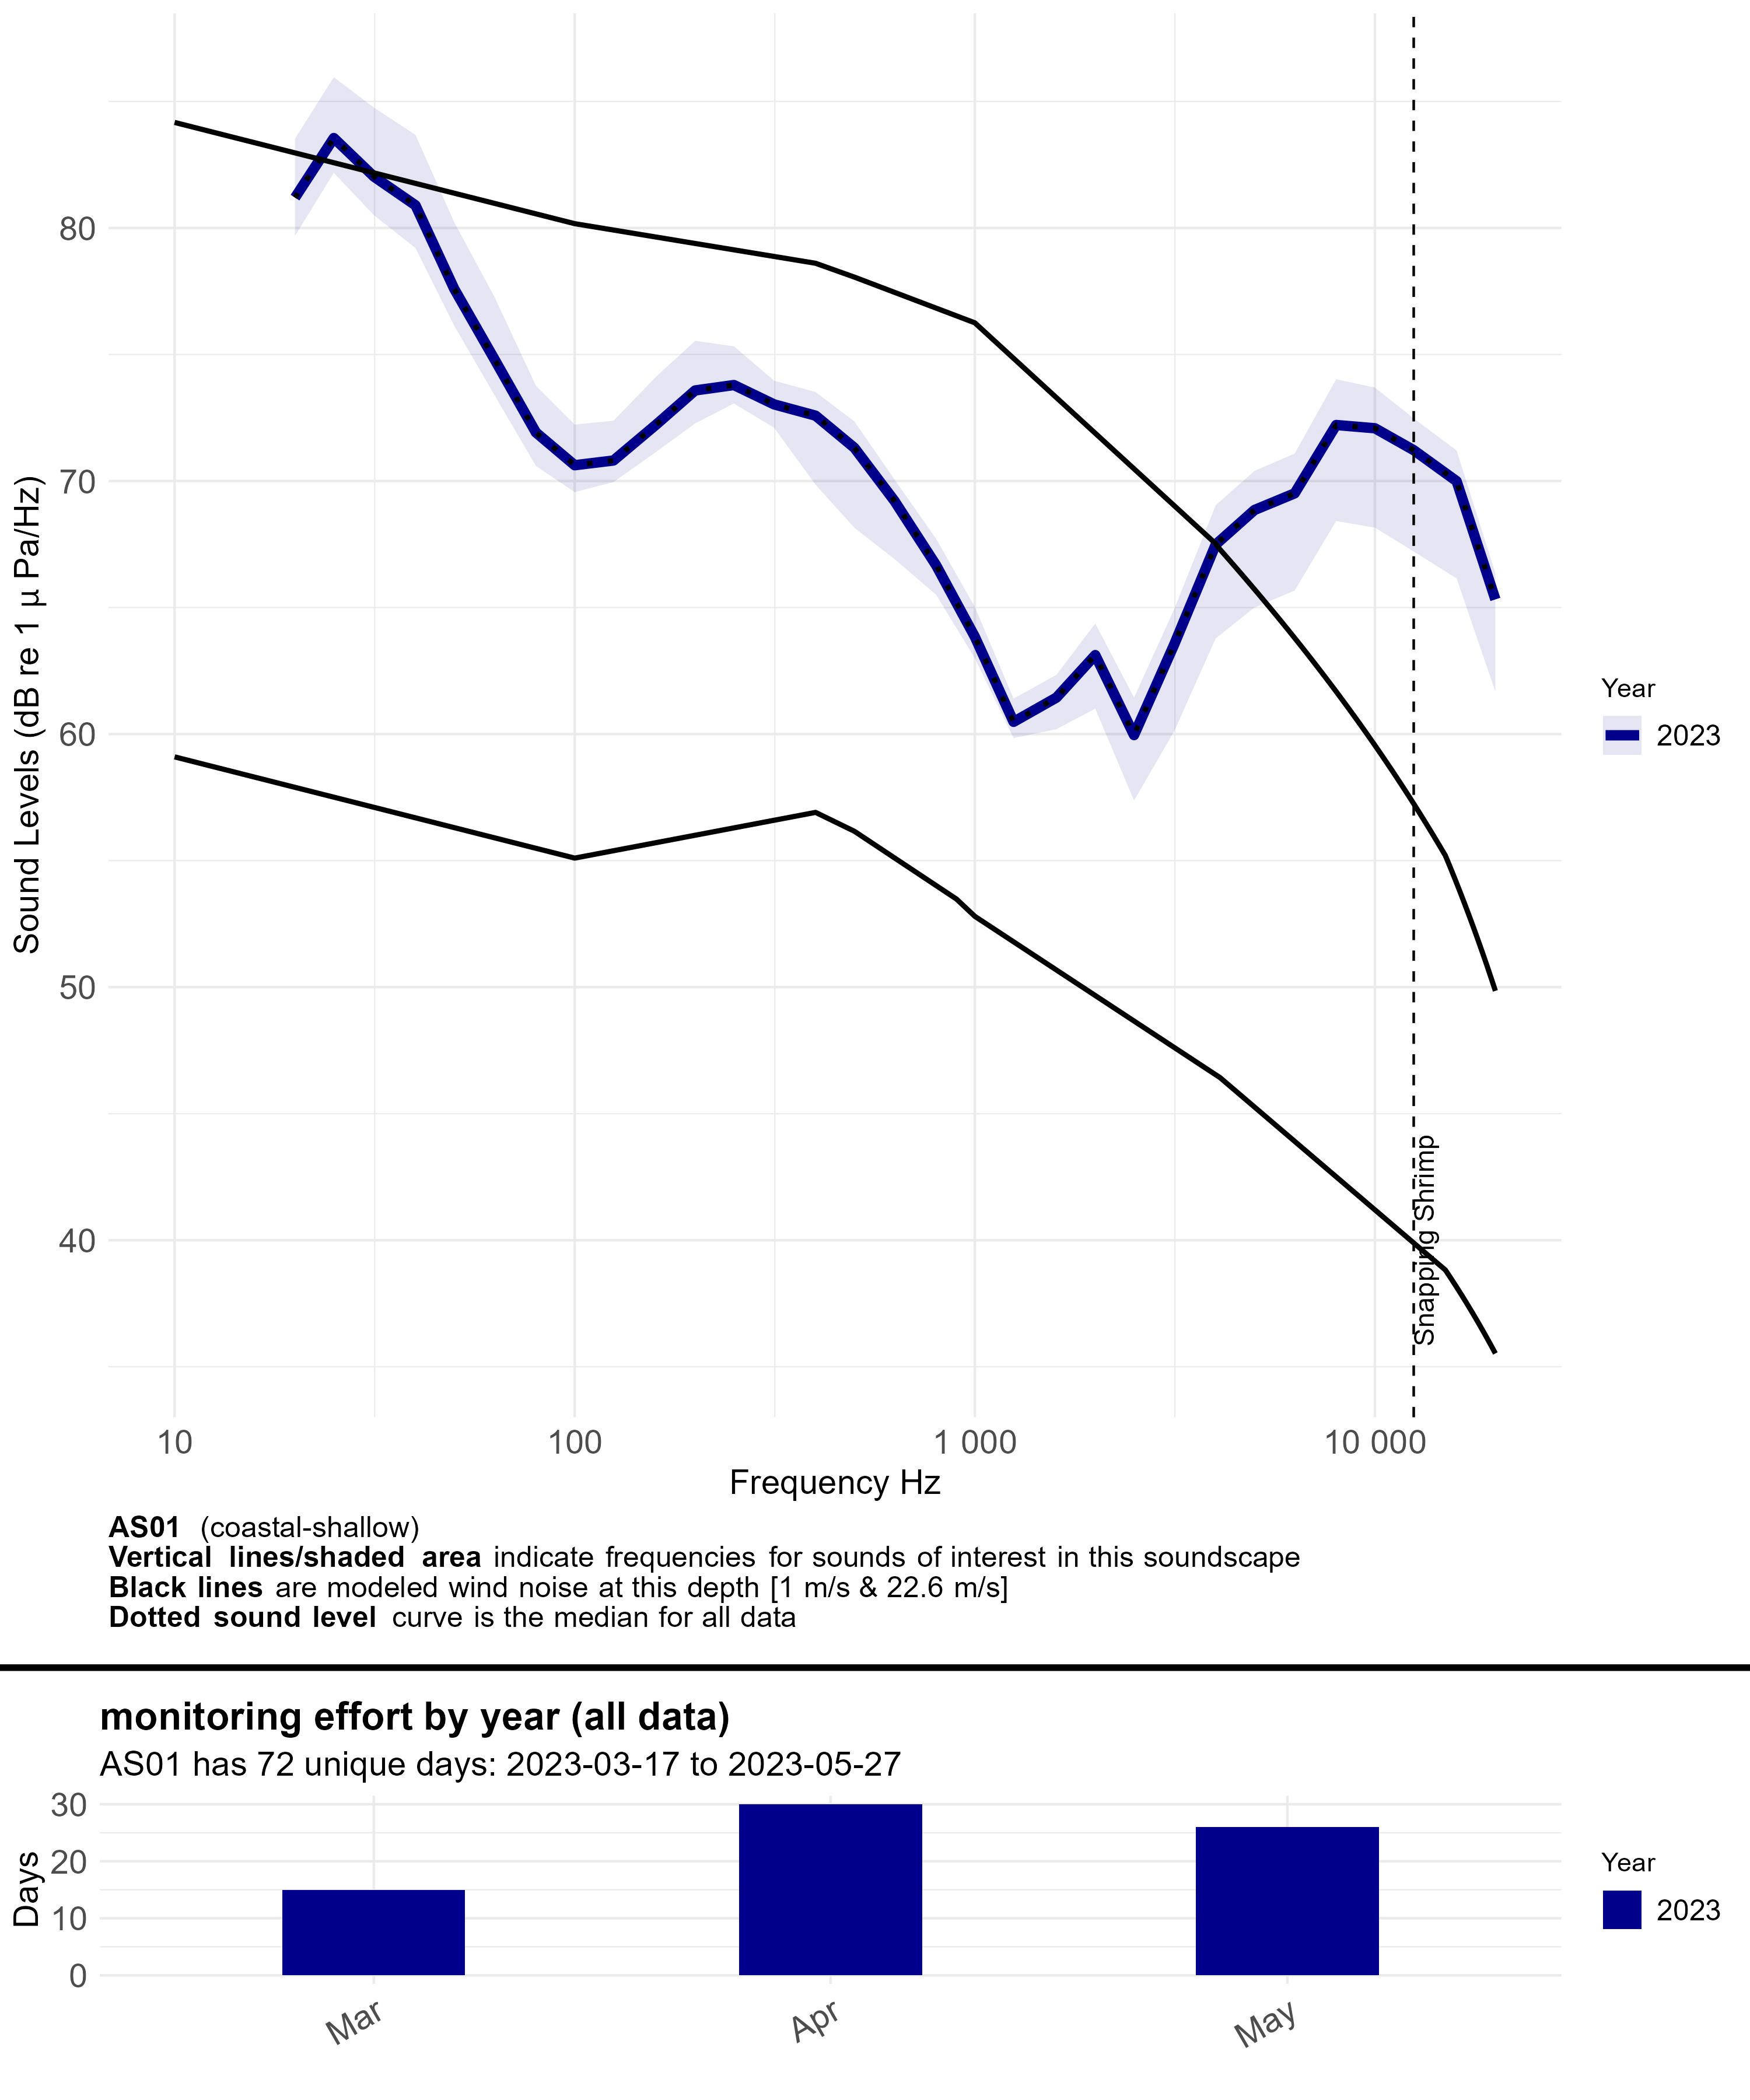 80
70
60
50
40
Sound Levels (dB re 1 µ Pa/Hz)
Snapping Shrimp
Year
2023
10
100
1 000
10 000
Frequency Hz
AS01 (coastal-shallow)
Vertical lines/shaded area indicate frequencies for sounds of interest in this soundscape
Black lines are modeled wind noise at this depth [1 m/s & 22.6 m/s]
Dotted sound level curve is the median for all data
monitoring effort by year (all data)
AS01 has 72 unique days: 2023-03-17 to 2023-05-27
30
20
10
0
Days
Year
2023
Mar
Apr
May